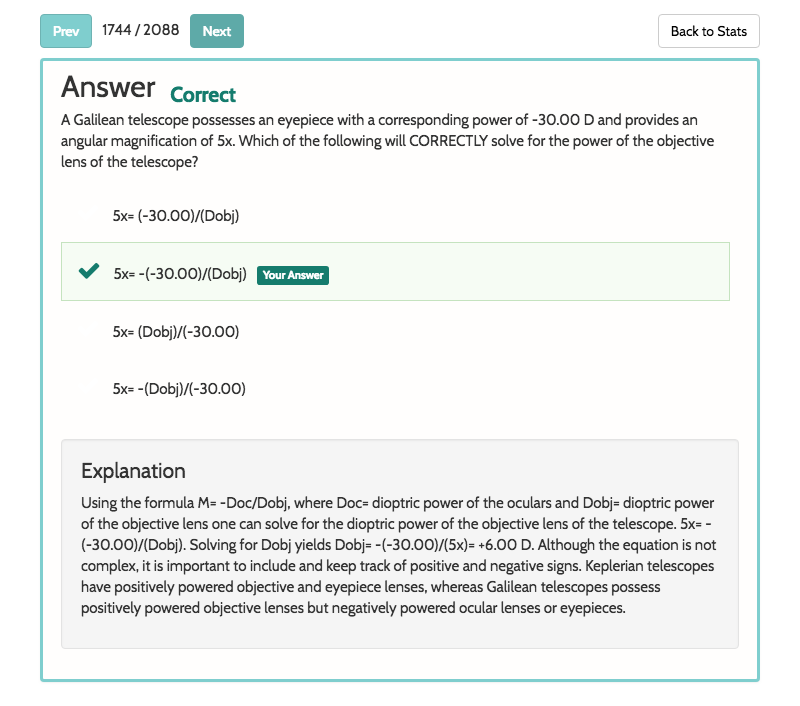 Prev 1744 / 2088 Next Back to Stats
Answer Correct
A Galilean telescope possesses an eyepiece with a corresponding power of -30.00 D and provides an
angular magnification of 5x. Which of the following will CORRECTLY solve for the power of the objective
lens of the telescope?
5x= (-30.00)/(Dobj)
5x= -(-30.00)/(Dobj) Your Answer
5x= (Dobj)/(-30.00)
5x= -(Dobj)/(-30.00)
Explanation
Using the formula M= -Doc/Dobj, where Doc= dioptric power of the oculars and Dobj= dioptric power
of the objective lens one can solve for the dioptric power of the objective lens of the telescope. 5x= -
(-30.00)/(Dobj). Solving for Dobj yields Dobj= -(-30.00)/(5x)= +6.00 D. Although the equation is not
complex, it is important to include and keep track of positive and negative signs. Keplerian telescopes
have positively powered objective and eyepiece lenses, whereas Galilean telescopes possess
positively powered objective lenses but negatively powered ocular lenses or eyepieces.